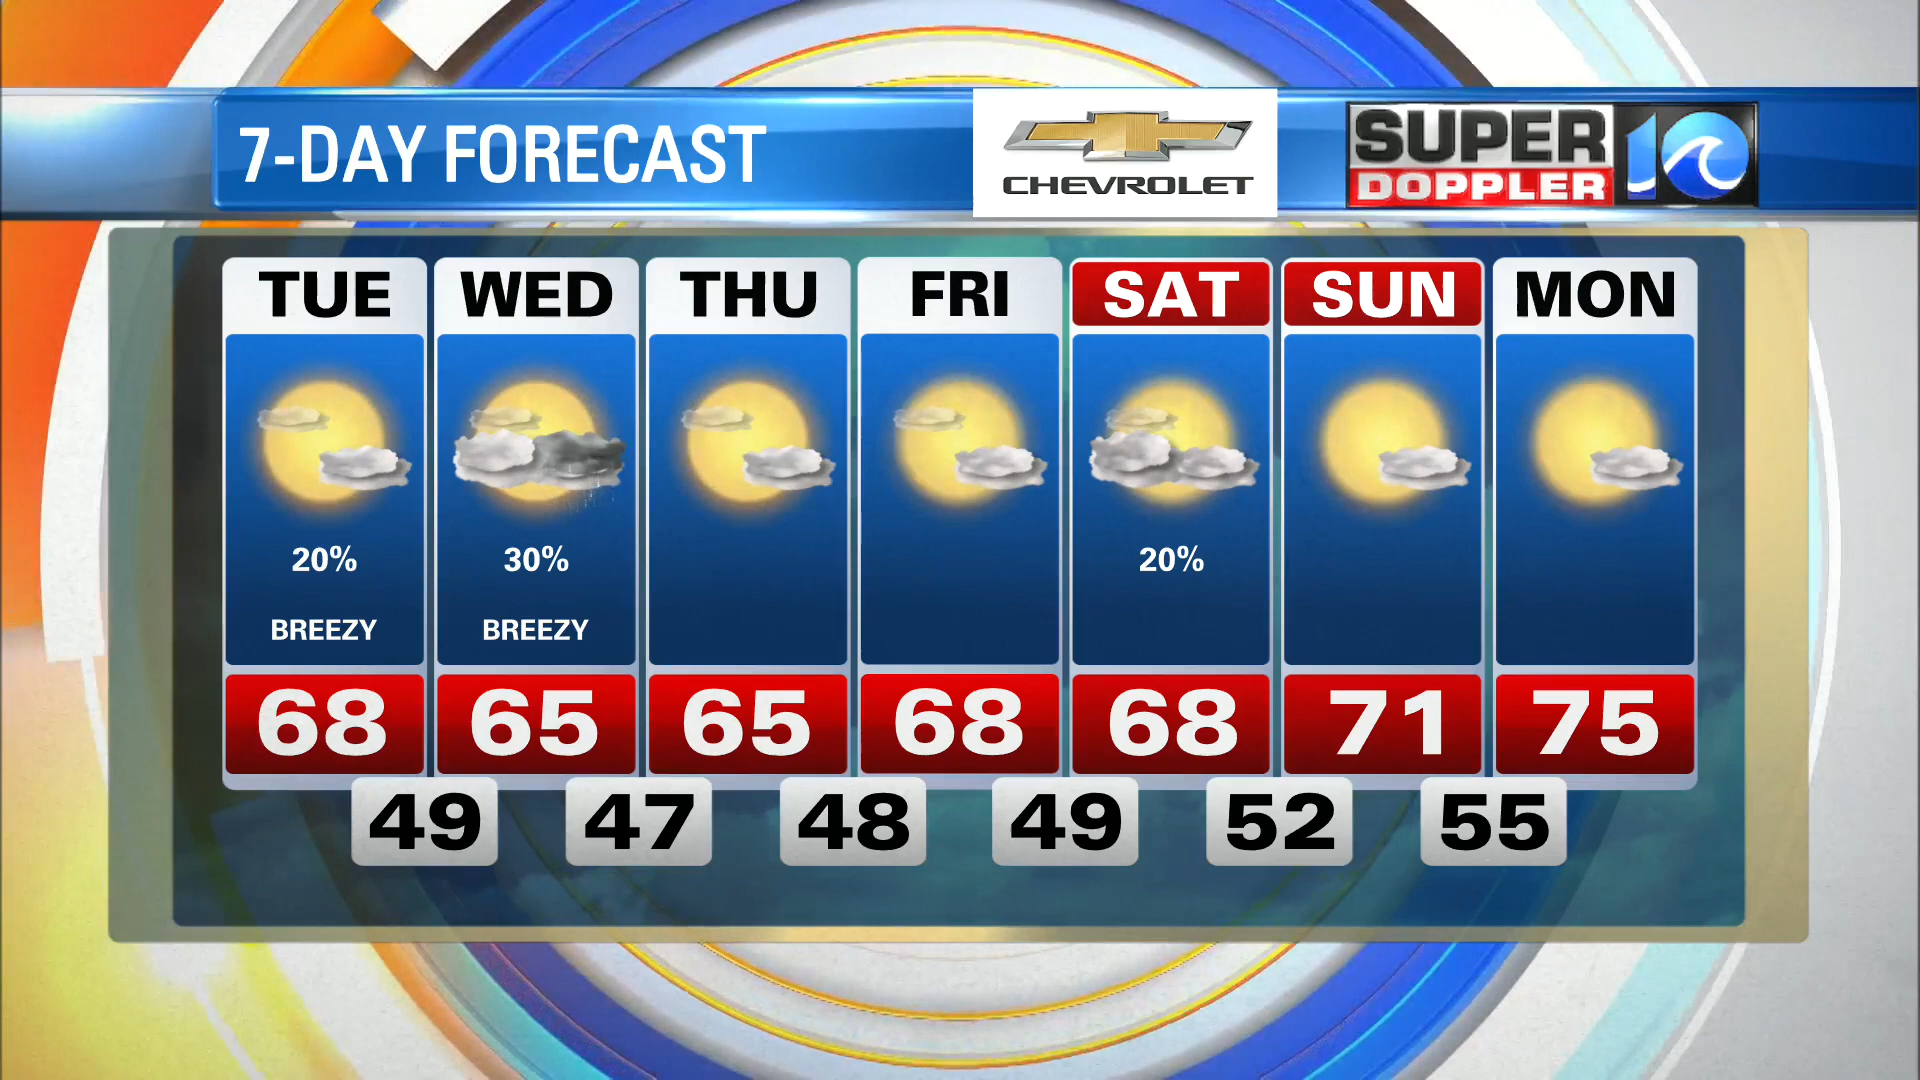 7-DAY FORECAST
CHEVROLET
SUPER
DOPPLER
10
TUE WED THU FRI SAT SUN MON
20% 30% 20%
BREEZY BREEZY
68 65 65 68 68 71 75
49 47 48 49 52 55